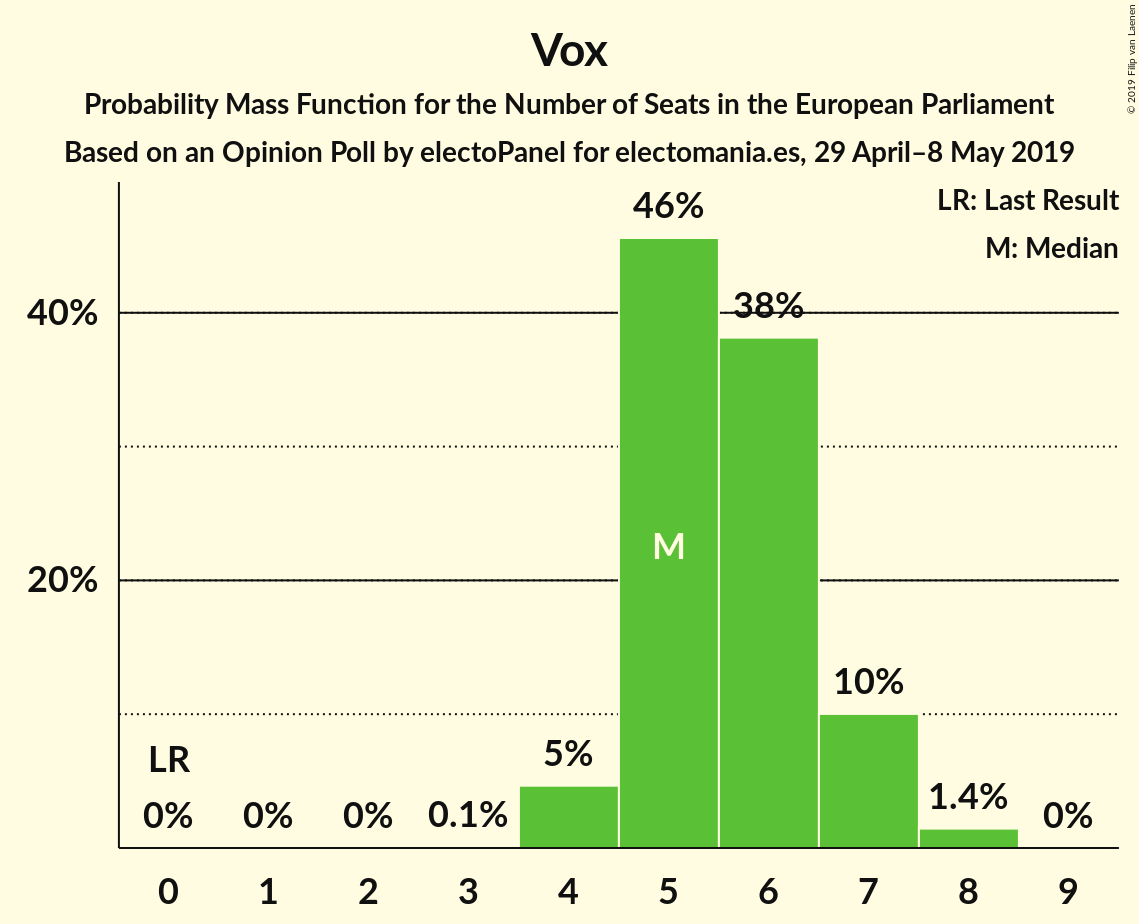 Vox
Probability Mass Function for the Number of Seats in the European Parliament
Based on an Opinion Poll by electoPanel for electomania.es, 29 April–8 May 2019
© 2019 Filip van Laenen
LR: Last Result
M: Median
46%
38%
40%
M
20%
10%
5%
LR
1.4%
0% 0% 0% 0.1% 0%
0 1 2 3 4 5 6 7 8 9